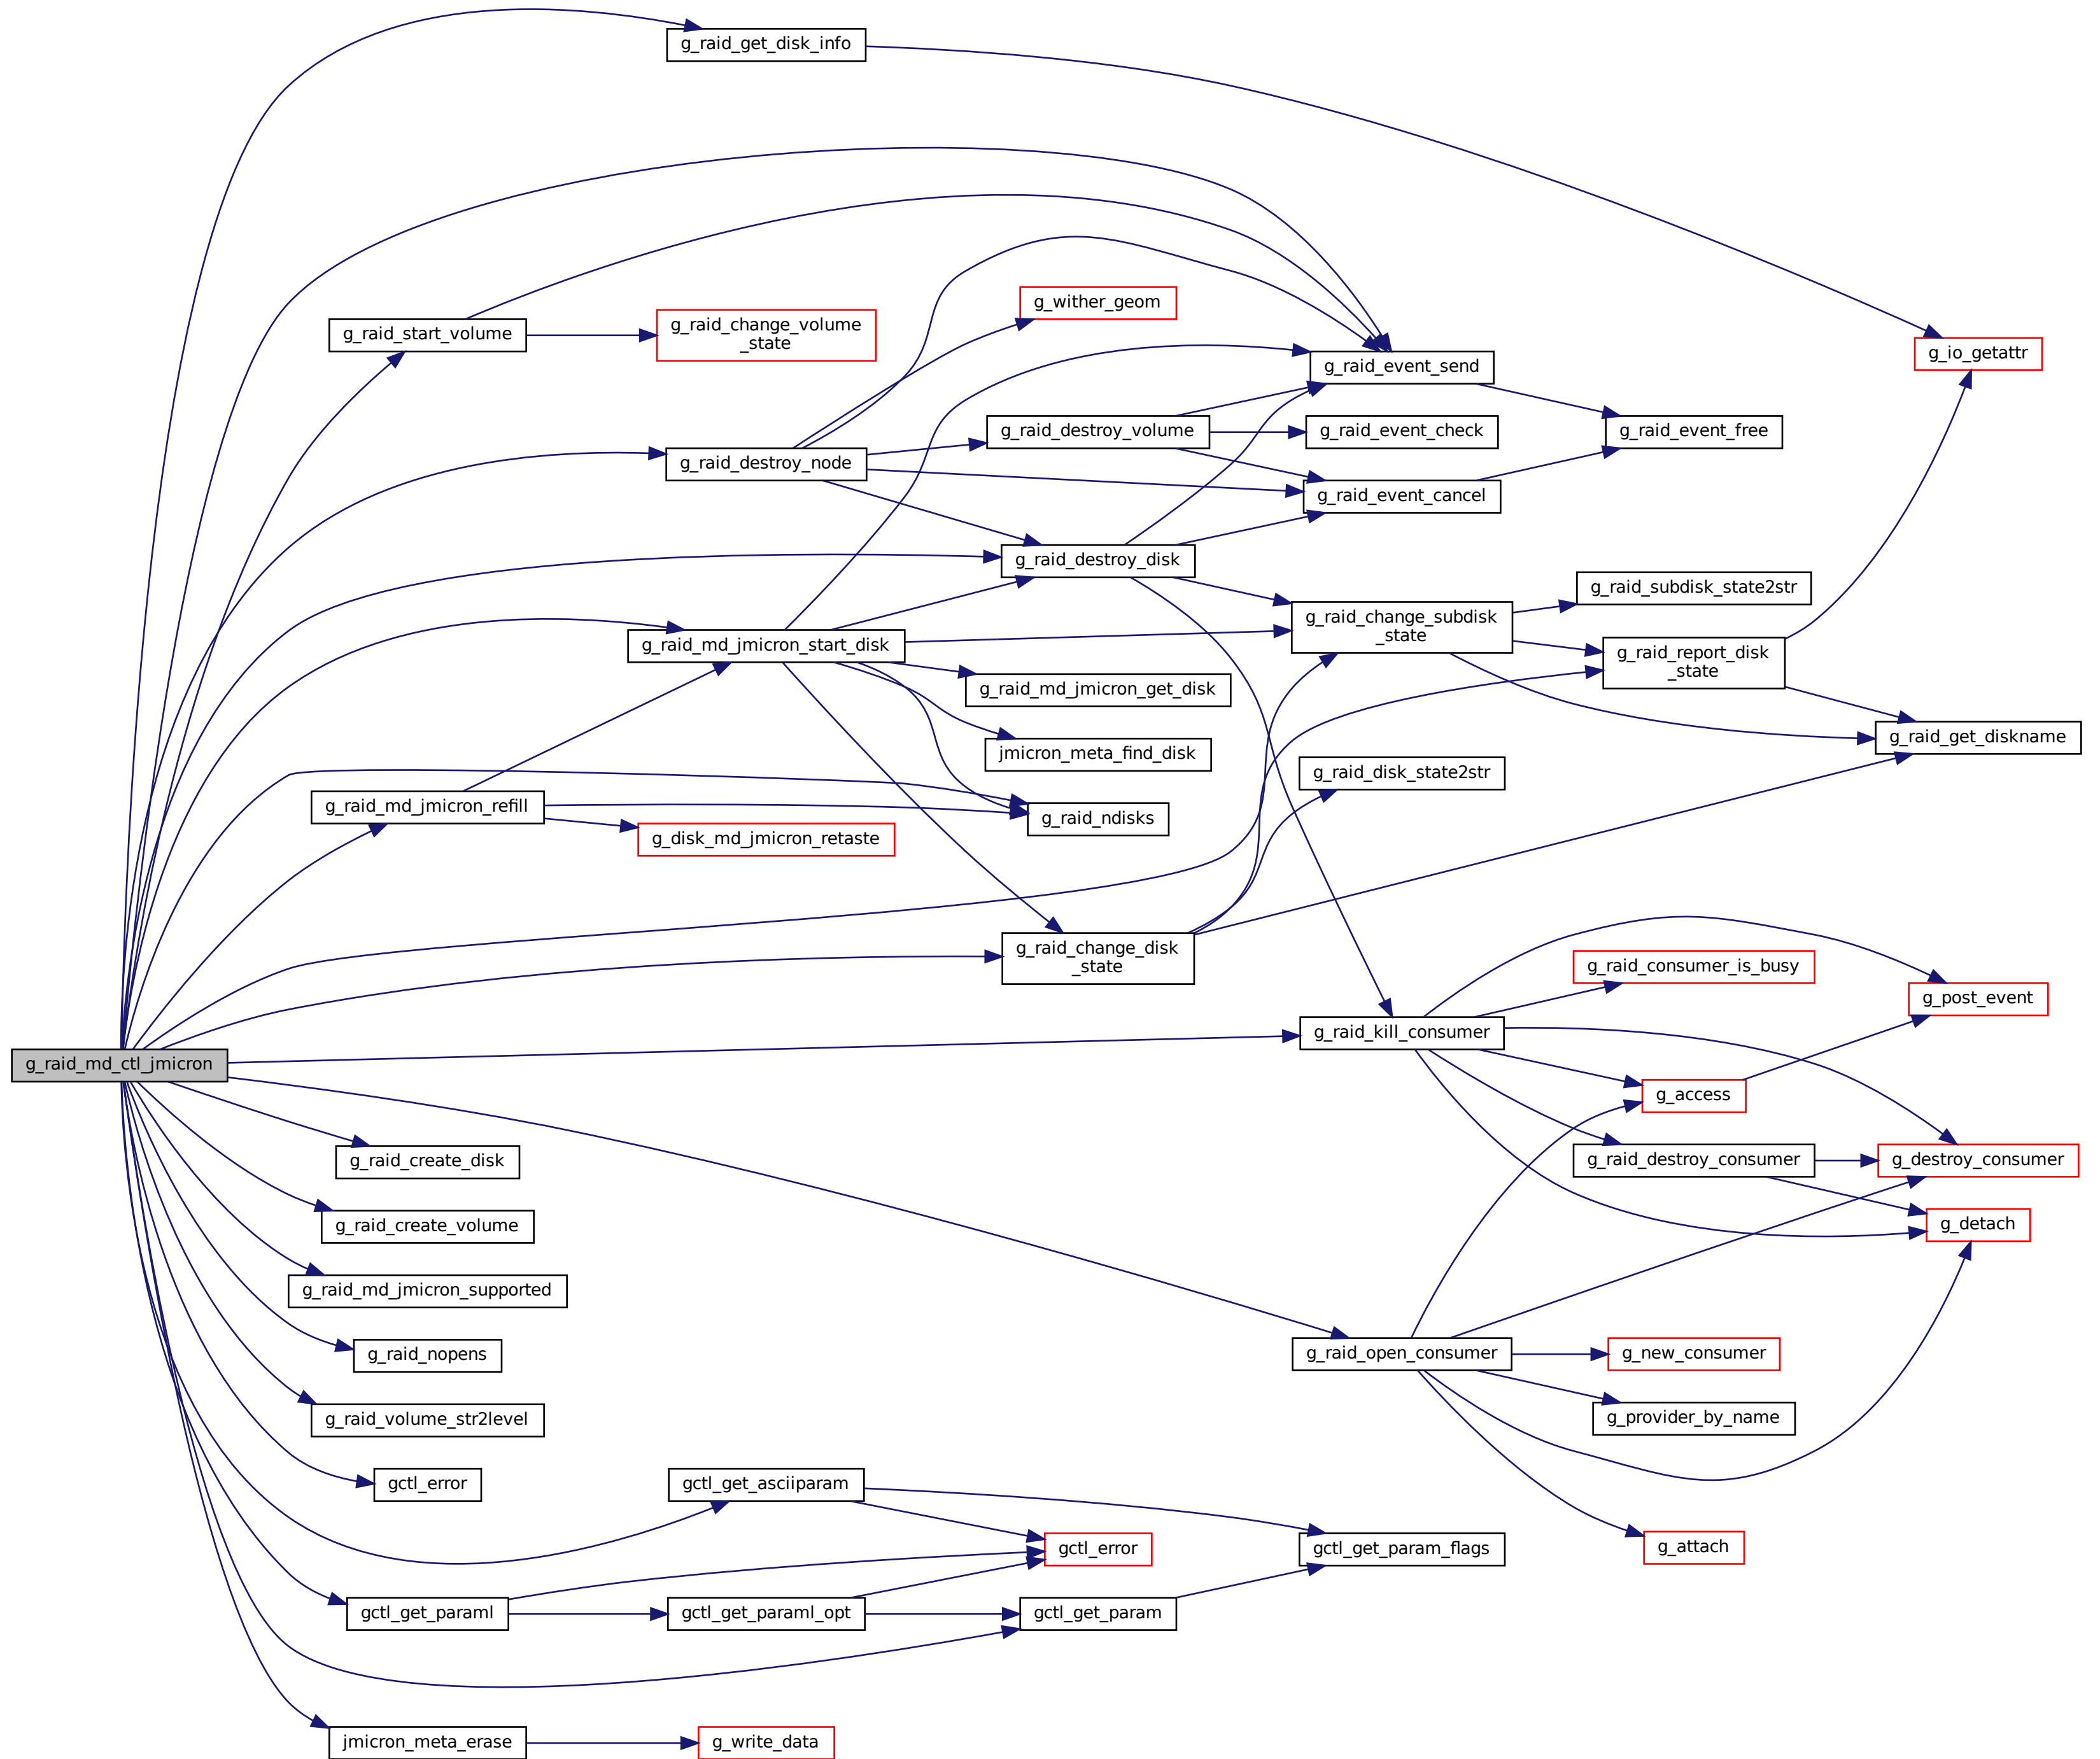 g_raid_get_disk_info
g_wither_geom
g_raid_start_volume
g_raid_change_volume
_state
g_io_getattr
g_raid_event_send
g_raid_destroy_volume
g_raid_event_check
g_raid_event_free
g_raid_destroy_node
g_raid_event_cancel
g_raid_destroy_disk
g_raid_subdisk_state2str
g_raid_change_subdisk
_state
g_raid_md_jmicron_start_disk
g_raid_report_disk
_state
g_raid_md_jmicron_get_disk
g_raid_get_diskname
jmicron_meta_find_disk
g_raid_disk_state2str
g_raid_md_jmicron_refill
g_raid_ndisks
g_disk_md_jmicron_retaste
g_raid_change_disk
_state
g_raid_consumer_is_busy
g_post_event
g_raid_kill_consumer
g_raid_md_ctl_jmicron
g_access
g_raid_create_disk
g_raid_destroy_consumer
g_destroy_consumer
g_raid_create_volume
g_detach
g_raid_md_jmicron_supported
g_raid_nopens
g_raid_open_consumer
g_new_consumer
g_raid_volume_str2level
g_provider_by_name
gctl_error
gctl_get_asciiparam
gctl_error
gctl_get_param_flags
g_attach
gctl_get_paraml
gctl_get_paraml_opt
gctl_get_param
jmicron_meta_erase
g_write_data